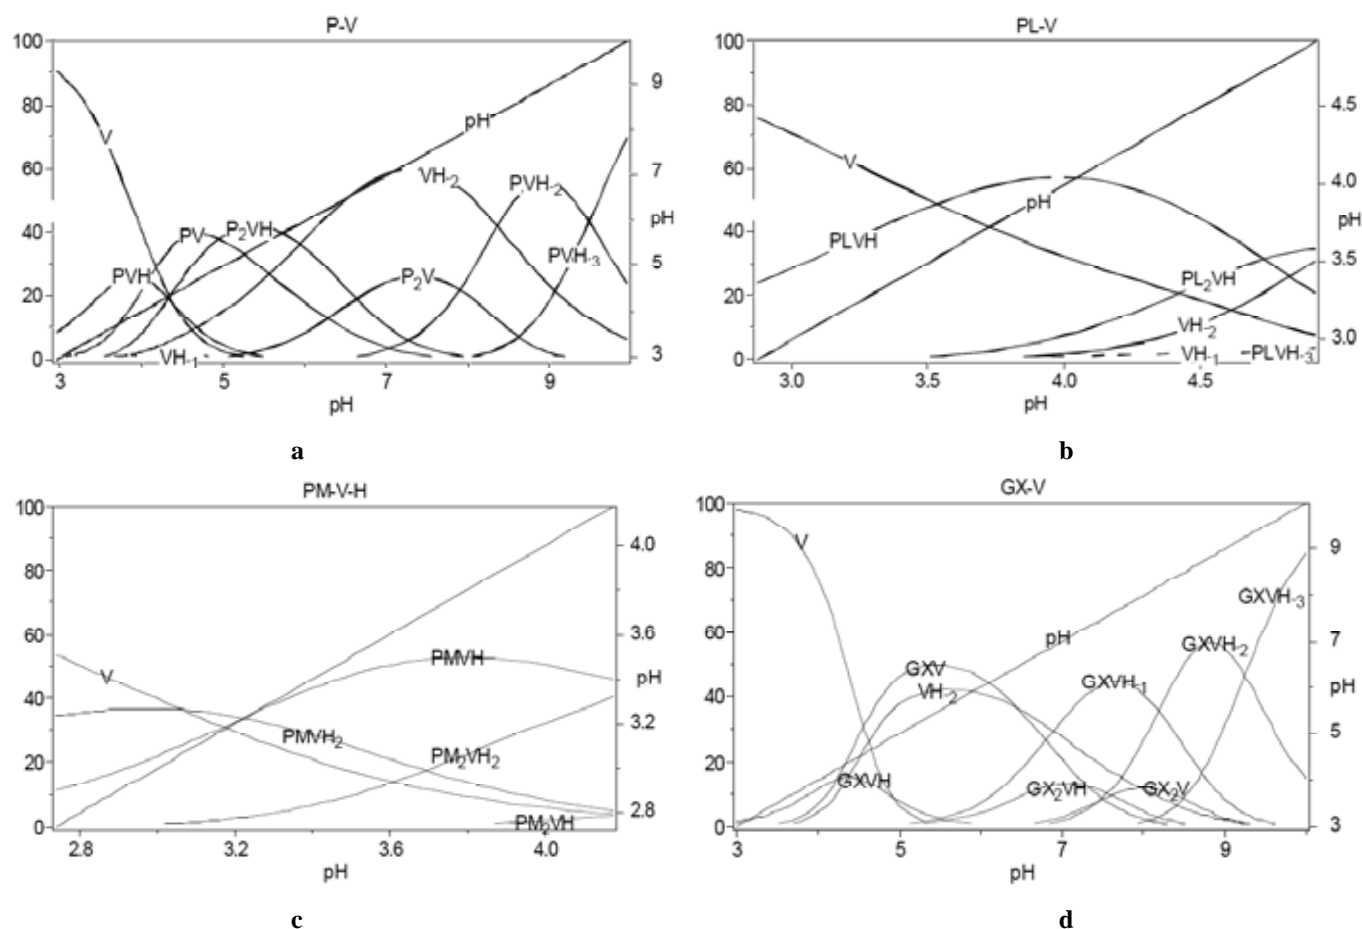 P-V
100
80
60
40
20
0
V
PVH
PV
P₂VH
VH₋₁
pH
VH₋₂
P₂V
PVH₋₂
PVH₋₃
9
7
pH
5
3
3 5 7 9
pH
a
PL-V
100
80
60
40
20
0
V
PLVH
pH
PL₂VH
VH₋₂
VH₋₁
PLVH₋₃
4.5
4.0
pH
3.5
3.0
3.0 3.5 4.0 4.5
pH
b
PM-V-H
100
80
60
40
20
0
V
PMVH
PMVH₂
PM₂VH₂
PM₂VH
4.0
3.6
pH
3.2
2.8
2.8 3.2 3.6 4.0
pH
c
GX-V
100
80
60
40
20
0
V
GXV
VH₋₂
GXVH
pH
GXVH₋₁
GX₂VH
GX₂V
GXVH₋₂
GXVH₋₃
9
7
pH
5
3
3 5 7 9
pH
d